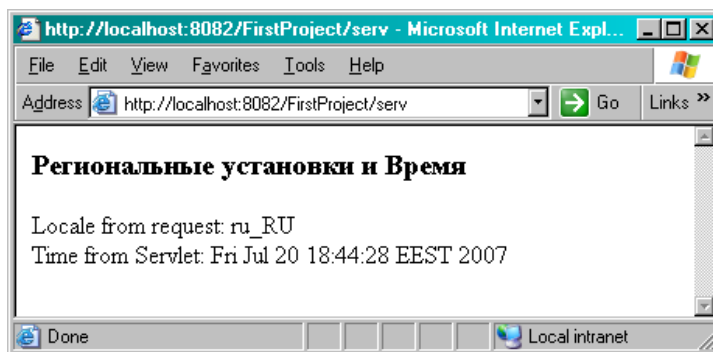 http://localhost:8082/FirstProject/serv - Microsoft Internet Expl...
File Edit View Favorites Tools Help
Address http://localhost:8082/FirstProject/serv Go Links »
Региональные установки и Время
Locale from request: ru_RU
Time from Servlet: Fri Jul 20 18:44:28 EEST 2007
Done Local intranet